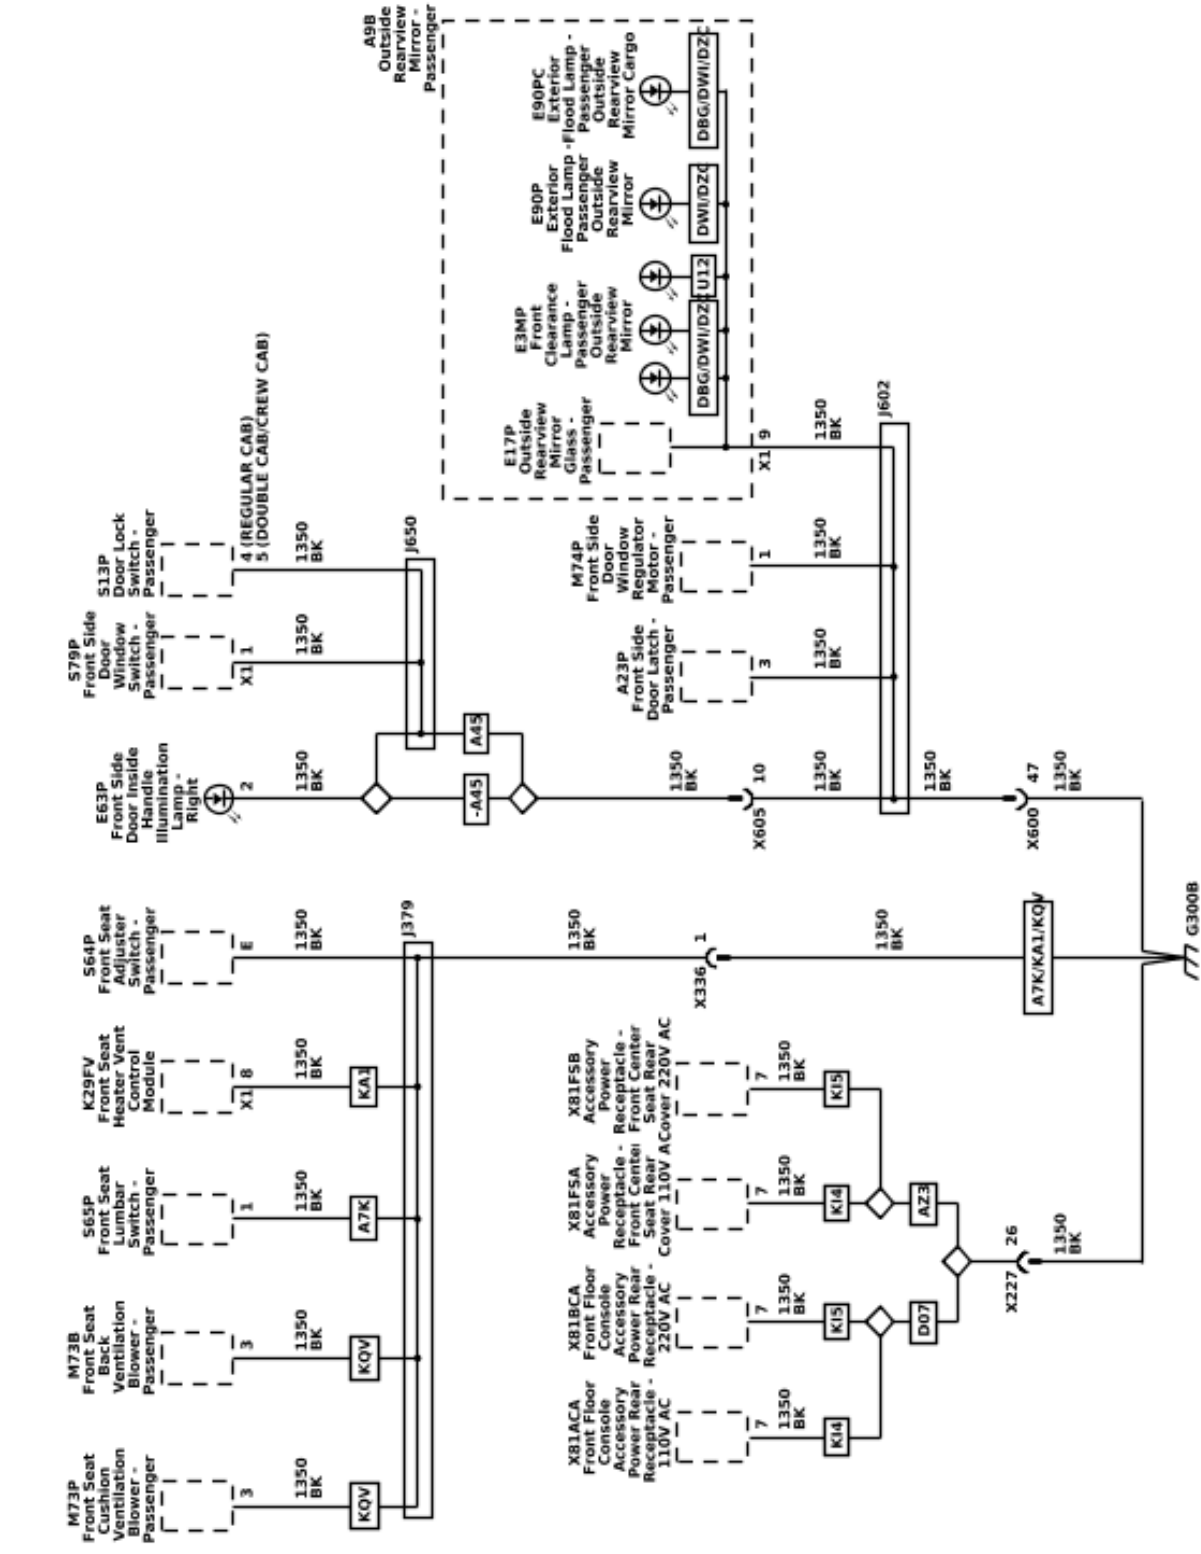 M73P
Front Seat
Cushion
Ventilation
Blower -
Passenger
3
1350
BK
KQV
M73B
Front Seat
Back
Ventilation
Blower -
Passenger
3
1350
BK
KQV
S65P
Front Seat
Lumbar
Switch -
Passenger
1
1350
BK
A7K
K29FV
Front Seat
Heater Vent
Control
Module
X1 8
1350
BK
KA1
S64P
Front Seat
Adjuster
Switch -
Passenger
E
1350
BK
J379
E63P
Front Side
Door Inside
Handle
Illumination
Lamp -
Right
2
1350
BK
S79P
Front Side
Door
Window
Switch -
Passenger
X1 1
1350
BK
S13P
Door Lock
Switch -
Passenger
4 (REGULAR CAB)
5 (DOUBLE CAB/CREW CAB)
1350
BK
J650
-A45
A45
A9B
Outside
Rearview
Mirror -
Passenger
E17P
Outside
Rearview
Mirror
Glass -
Passenger
E3MP
Front
Clearance
Lamp -
Passenger
Outside
Rearview
Mirror
DBG/DWI/DZ
U12
E90P
Exterior
Flood Lamp -
Passenger
Outside
Rearview
Mirror
DWI/DZC
E90PC
Exterior
Flood Lamp -
Passenger
Outside
Rearview
Mirror Cargo
DBG/DWI/DZC
X1 9
1350
BK
X81ACA
Front Floor
Console
Accessory
Power Rear
Receptacle -
110V AC
7
1350
BK
KI4
X81BCA
Front Floor
Console
Accessory
Power Rear
Receptacle -
220V AC
7
1350
BK
KI5
X81FSA
Accessory
Power
Receptacle -
Front Center
Seat Rear
Cover 110V AC
7
1350
BK
KI4
X81FSB
Accessory
Power
Receptacle -
Front Center
Seat Rear
Cover 220V AC
7
1350
BK
KI5
D07
AZ3
X227 26
1350
BK
1350
BK
X336 1
1350
BK
A7K/KA1/KQV
1350
BK
X605 10
1350
BK
A23P
Front Side
Door Latch -
Passenger
3
1350
BK
M74P
Front Side
Door
Window
Regulator
Motor -
Passenger
1
1350
BK
J602
1350
BK
X600 47
1350
BK
G300B